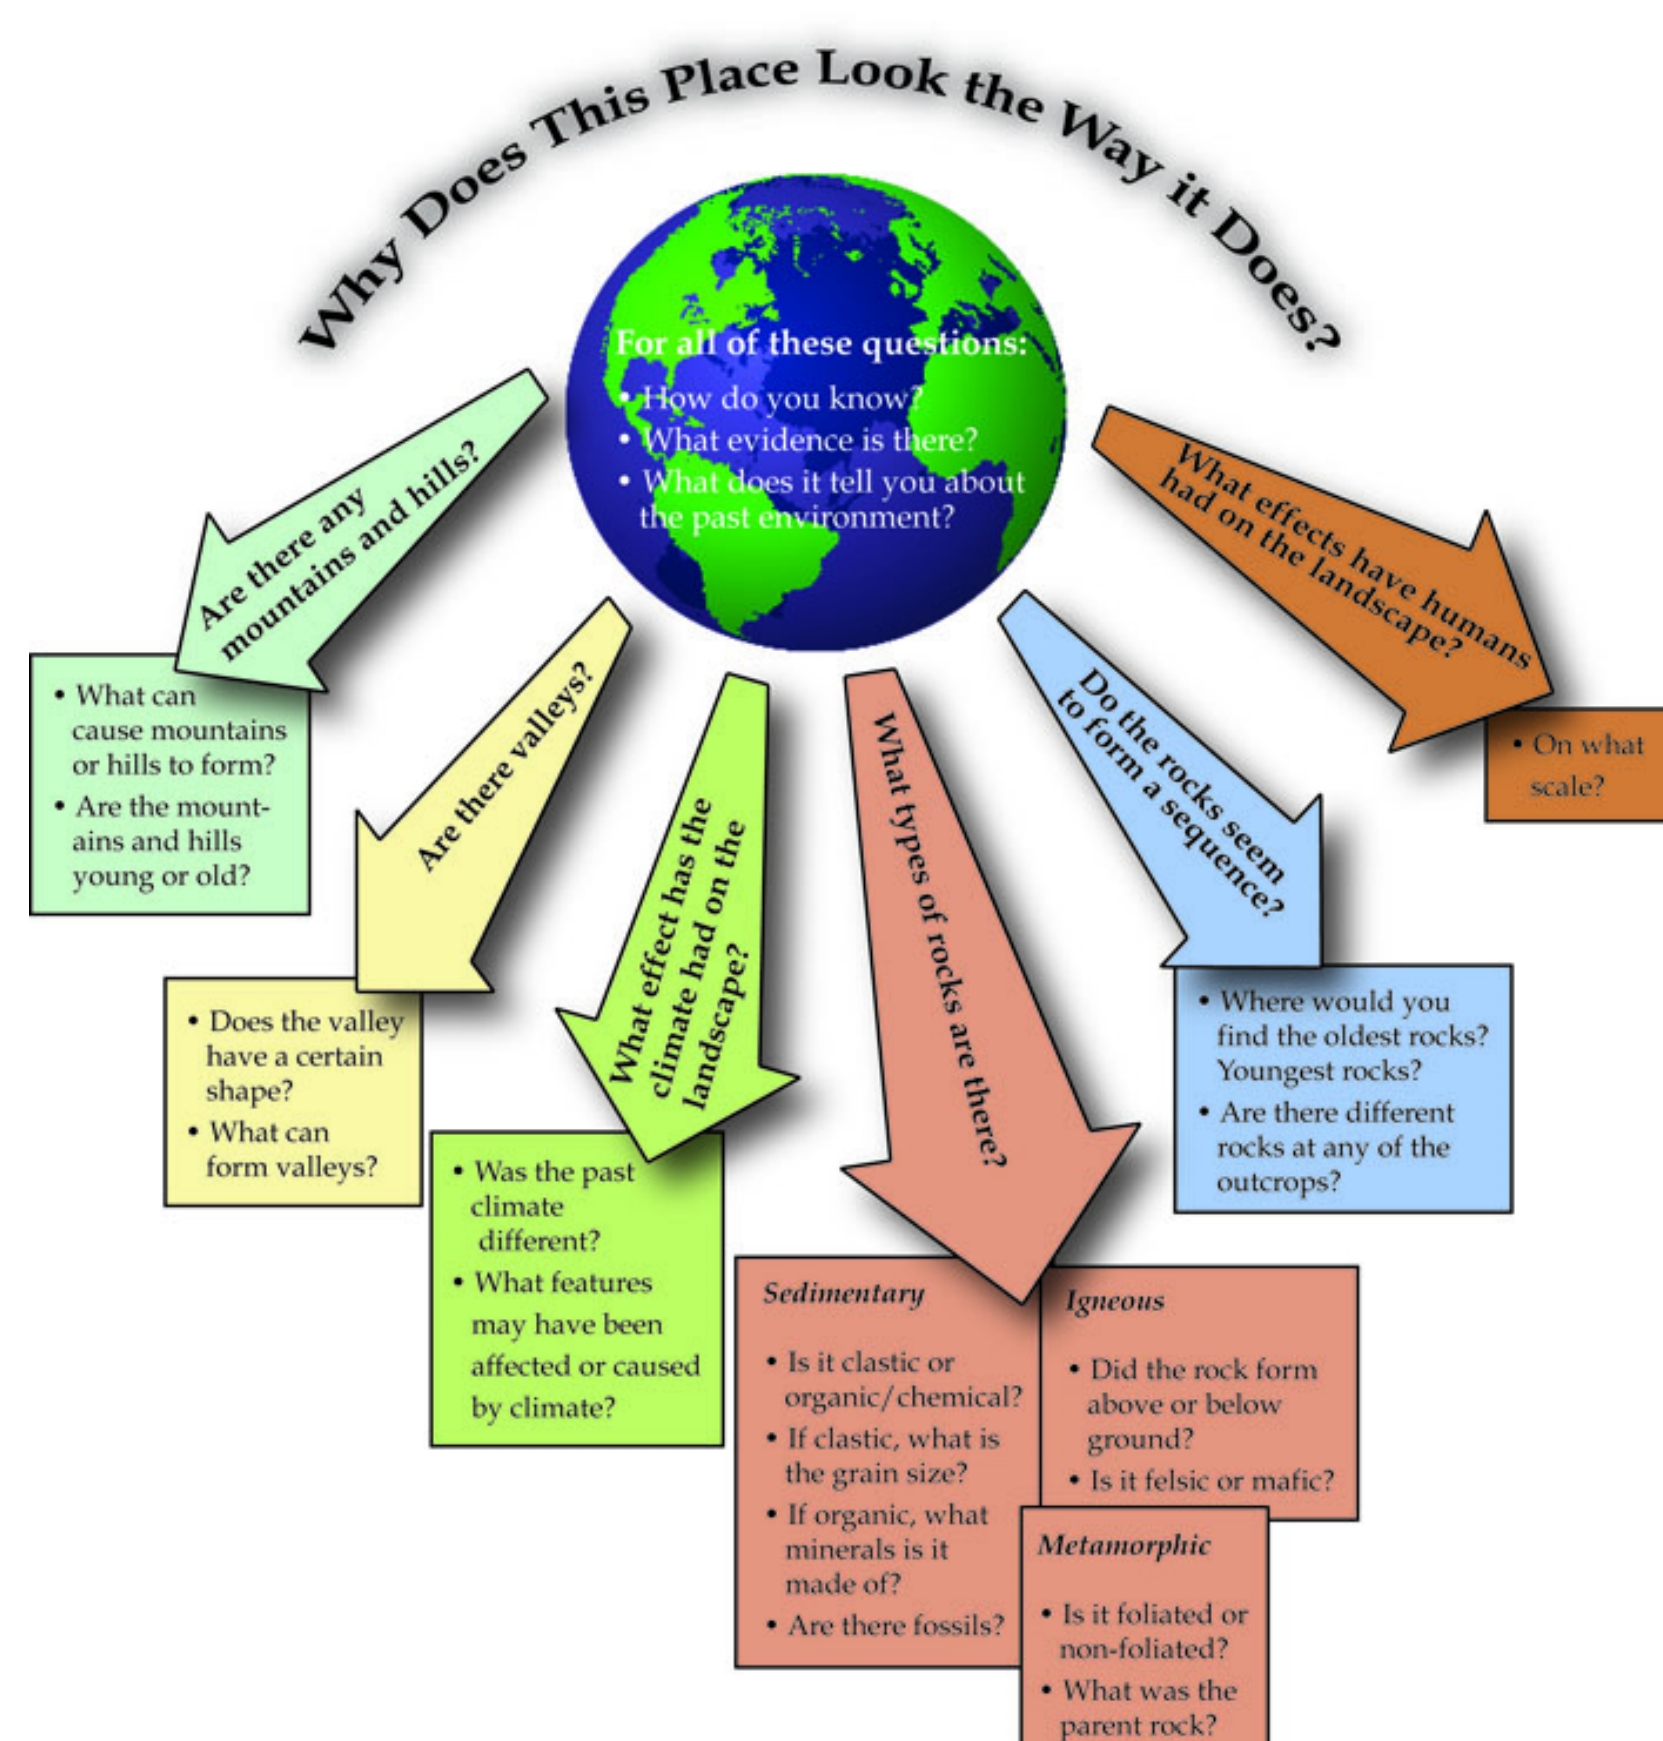 Why Does This Place Look the Way it Does?
For all of these questions:
• How do you know?
• What evidence is there?
• What does it tell you about
the past environment?
Are there any
mountains and hills?
• What can
cause mountains
or hills to form?
• Are the mount-
ains and hills
young or old?
Are there valleys?
• Does the valley
have a certain
shape?
• What can
form valleys?
What effect has the
climate had on the
landscape?
• Was the past
climate
different?
• What features
may have been
affected or caused
by climate?
What types of rocks are there?
Sedimentary
• Is it clastic or
organic/chemical?
• If clastic, what is
the grain size?
• If organic, what
minerals is it
made of?
• Are there fossils?
Igneous
• Did the rock form
above or below
ground?
• Is it felsic or mafic?
Metamorphic
• Is it foliated or
non-foliated?
• What was the
parent rock?
Do the rocks seem
to form a sequence?
• Where would you
find the oldest rocks?
Youngest rocks?
• Are there different
rocks at any of the
outcrops?
What effects have humans
had on the landscape?
• On what
scale?